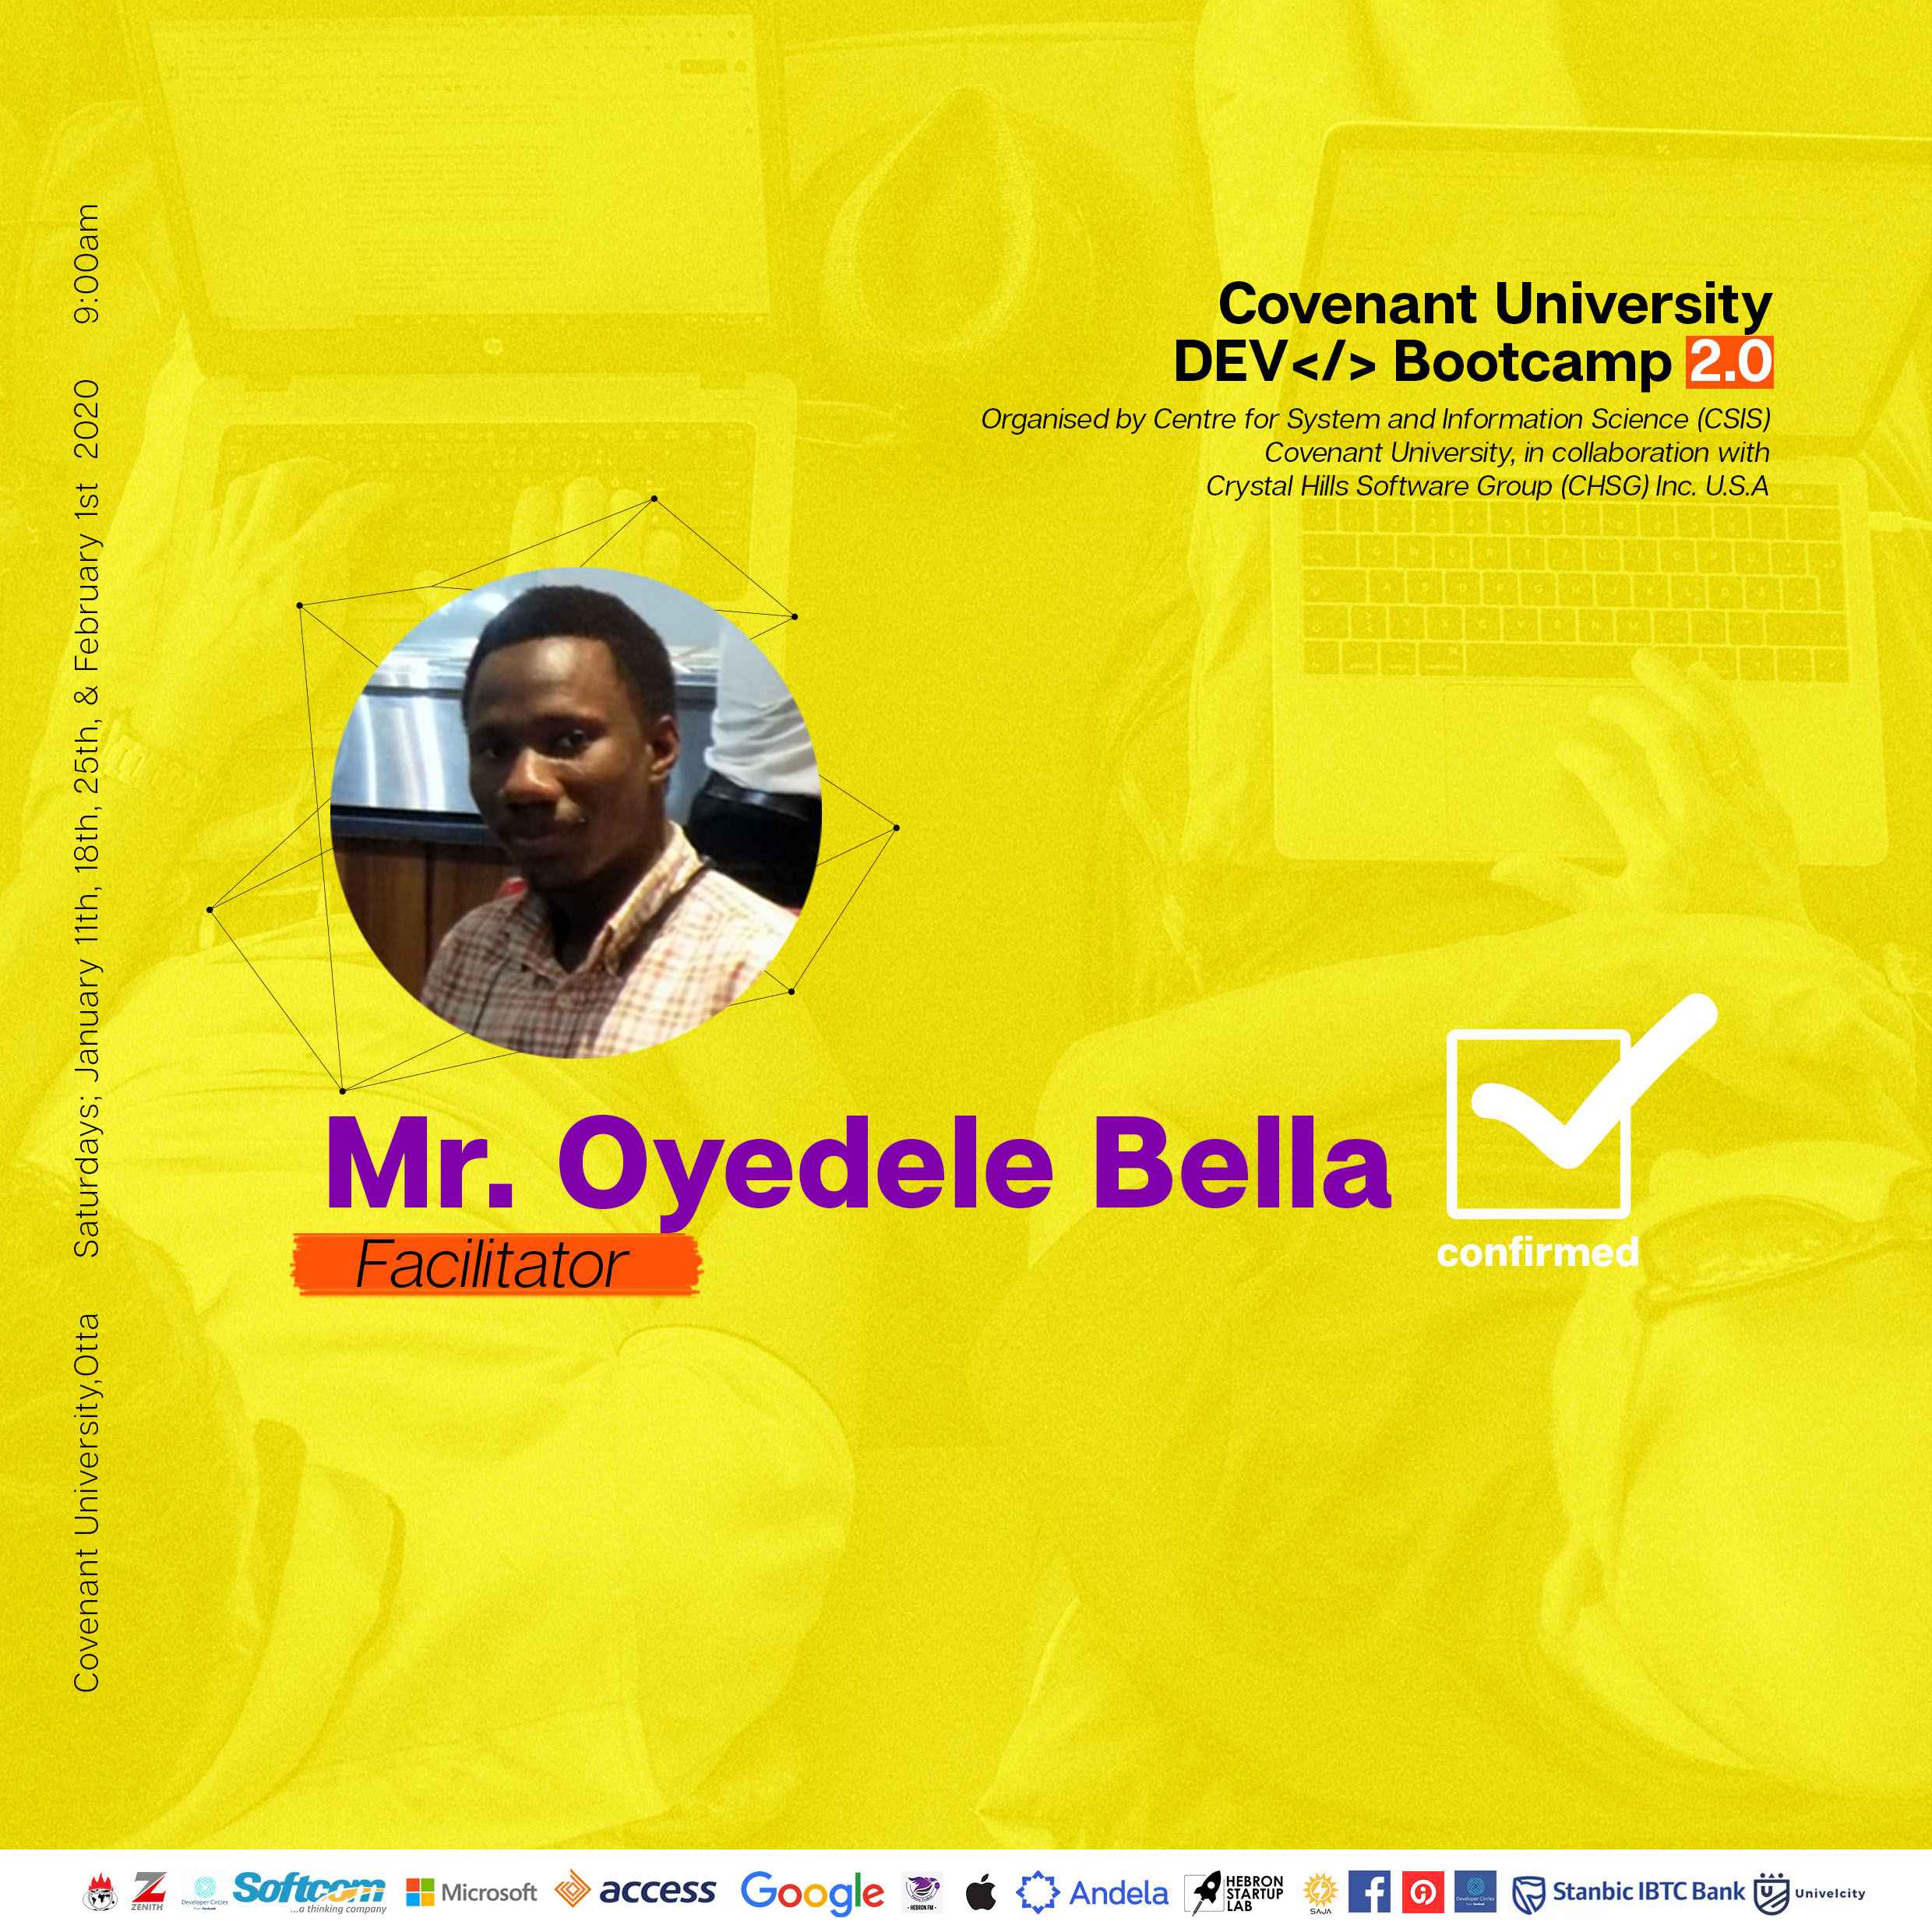 Covenant University
DEV</> Bootcamp 2.0
Organised by Centre for System and Information Science (CSIS)
Covenant University, in collaboration with
Crystal Hills Software Group (CHSG) Inc. U.S.A
Covenant University,Otta Saturdays; January 11th, 18th, 25th, & February 1st 2020 9:00am
Mr. Oyedele Bella
Facilitator
confirmed
ZENITH
Developer Circles
Softcom
...a thinking company
Microsoft
access
Google
HEBRON FM
Andela
HEBRON
STARTUP
LAB
SAJA
f
Developer Circles
Stanbic IBTC Bank
Univelcity